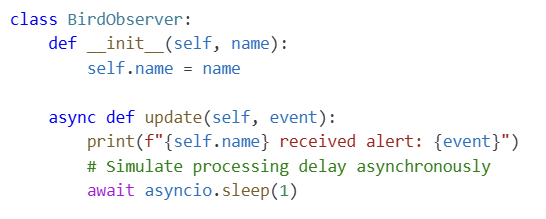 class BirdObserver:
    def __init__(self, name):
        self.name = name

    async def update(self, event):
        print(f"{self.name} received alert: {event}")
        # Simulate processing delay asynchronously
        await asyncio.sleep(1)